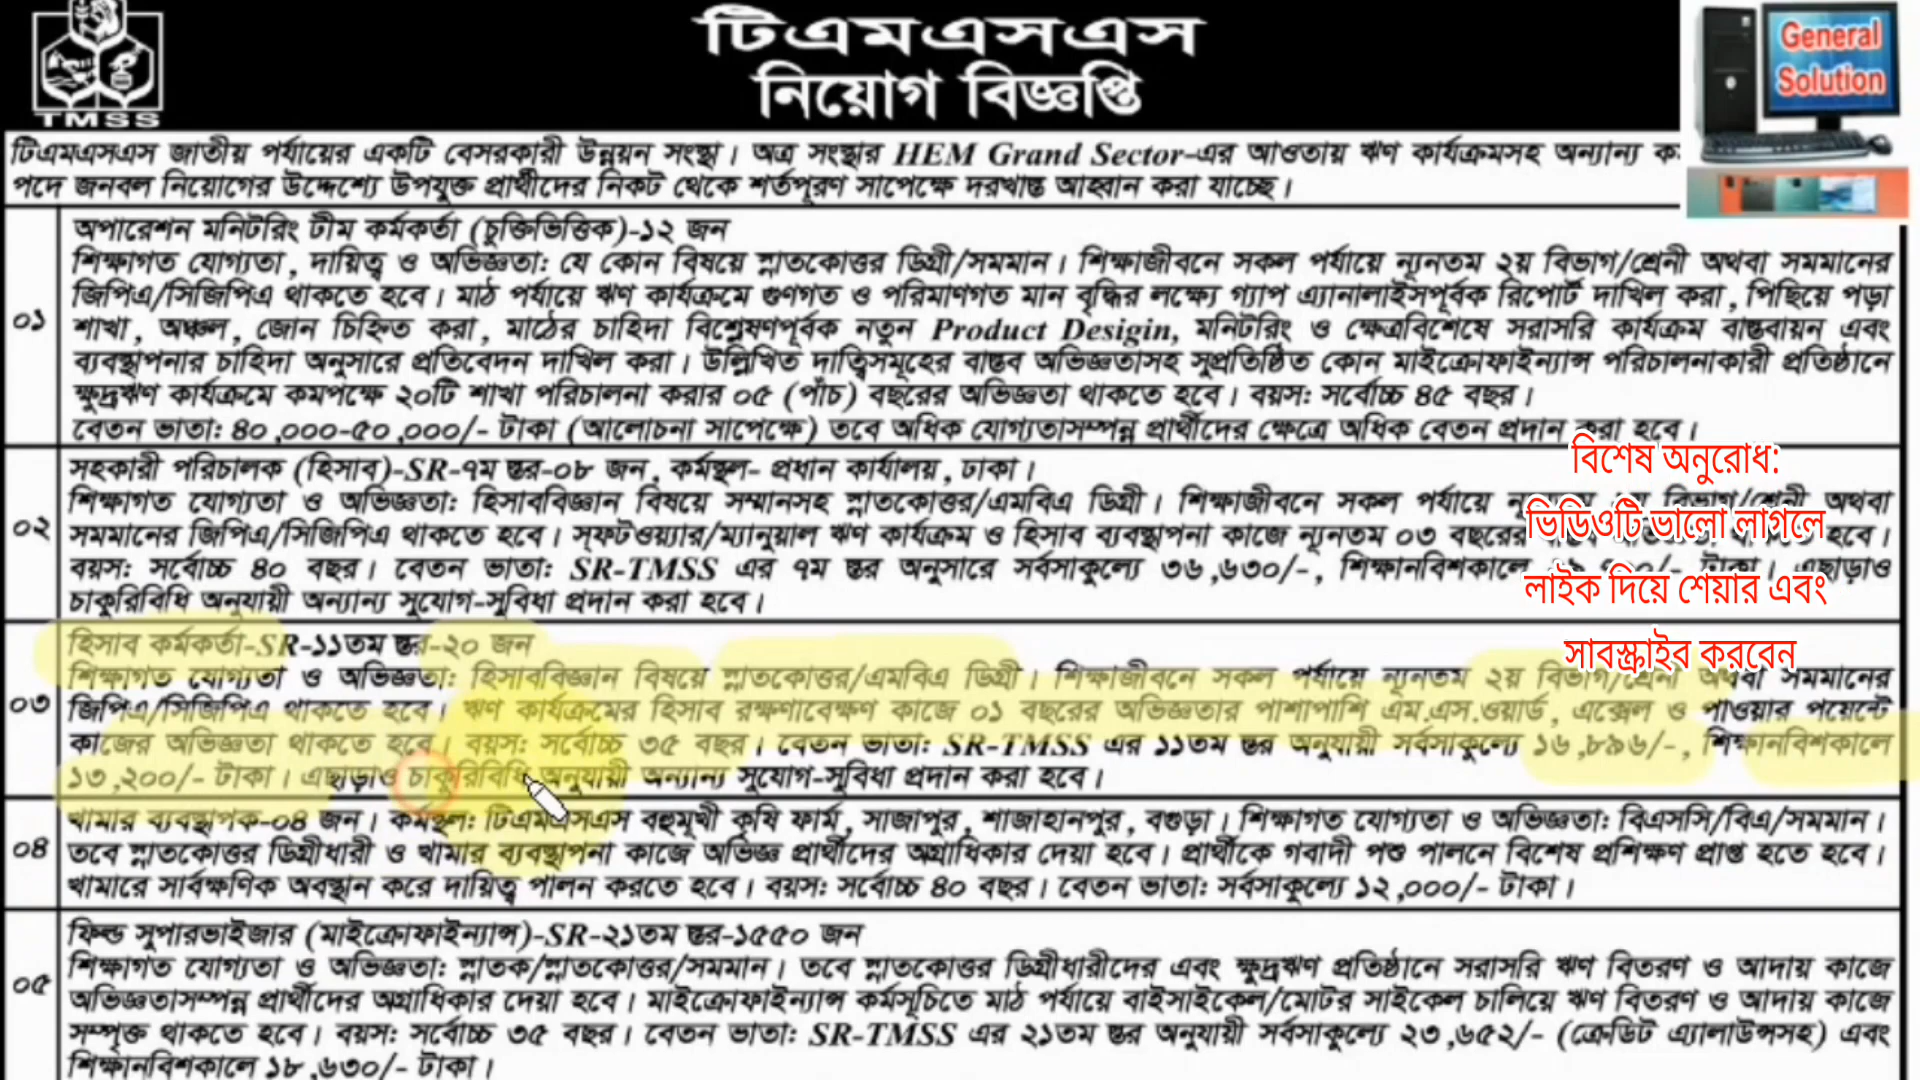 টিএমএসএস
নিয়োগ বিজ্ঞপ্তি
TMSS
General
Solution
টিএমএসএস জাতীয় পর্যায়ের একটি বেসরকারী উন্নয়ন সংস্থা। অত্র সংস্থার HEM Grand Sector-এর আওতায় ঋণ কার্যক্রমসহ অন্যান্য
পদে জনবল নিয়োগের উদ্দেশ্যে উপযুক্ত প্রার্থীদের নিকট থেকে শর্তপূরণ সাপেক্ষে দরখাস্ত আহ্বান করা যাচ্ছে।
০১
অপারেশন মনিটরিং টীম কর্মকর্তা (চুক্তিভিত্তিক)-১২ জন
শিক্ষাগত যোগ্যতা, দায়িত্ব ও অভিজ্ঞতা: যে কোন বিষয়ে স্নাতকোত্তর ডিগ্রী/সমমান। শিক্ষাজীবনে সকল পর্যায়ে ন্যূনতম ২য় বিভাগ/শ্রেনী অথবা সমমানের
জিপিএ/সিজিপিএ থাকতে হবে। মাঠ পর্যায়ে ঋণ কার্যক্রমে গুণগত ও পরিমাণগত মান বৃদ্ধির লক্ষ্যে গ্যাপ এ্যানালাইসপূর্বক রিপোর্ট দাখিল করা, পিছিয়ে পড়া
শাখা, অঞ্চল, জোন চিহ্নিত করা, মাঠের চাহিদা বিশ্লেষণপূর্বক নতুন Product Desigin, মনিটরিং ও ক্ষেত্রবিশেষে সরাসরি কার্যক্রম বাস্তবায়ন এবং
ব্যবস্থাপনার চাহিদা অনুসারে প্রতিবেদন দাখিল করা। উল্লিখিত দাত্বিসমূহের বাস্তব অভিজ্ঞতাসহ সুপ্রতিষ্ঠিত কোন মাইক্রোফাইন্যান্স পরিচালনাকারী প্রতিষ্ঠানে
ক্ষুদ্রঋণ কার্যক্রমে কমপক্ষে ২০টি শাখা পরিচালনা করার ০৫ (পাঁচ) বছরের অভিজ্ঞতা থাকতে হবে। বয়স: সর্বোচ্চ ৪৫ বছর।
বেতন ভাতা: ৪০,০০০-৫০,০০০/- টাকা (আলোচনা সাপেক্ষে) তবে অধিক যোগ্যতাসম্পন্ন প্রার্থীদের ক্ষেত্রে অধিক বেতন প্রদান করা হবে।
০২
সহকারী পরিচালক (হিসাব)-SR-৭ম স্তর-০৮ জন, কর্মস্থল- প্রধান কার্যালয়, ঢাকা।
শিক্ষাগত যোগ্যতা ও অভিজ্ঞতা: হিসাববিজ্ঞান বিষয়ে সম্মানসহ স্নাতকোত্তর/এমবিএ ডিগ্রী। শিক্ষাজীবনে সকল পর্যায়ে বিভাগ/শ্রেনী অথবা
সমমানের জিপিএ/সিজিপিএ থাকতে হবে। সফটওয়্যার/ম্যানুয়াল ঋণ কার্যক্রম ও হিসাব ব্যবস্থাপনা কাজে ন্যূনতম ০৩ বছরের হবে।
বয়স: সর্বোচ্চ ৪০ বছর। বেতন ভাতা: SR-TMSS এর ৭ম স্তর অনুসারে সর্বসাকুল্যে ৩৬,৬৩০/-, শিক্ষানবিশকালে টাকা। এছাড়াও
চাকুরিবিধি অনুযায়ী অন্যান্য সুযোগ-সুবিধা প্রদান করা হবে।
বিশেষ অনুরোধ:
ভিডিওটি ভালো লাগলে
লাইক দিয়ে শেয়ার এবং
সাবস্ক্রাইব করবেন
০৩
হিসাব কর্মকর্তা-SR-১১তম স্তর-২০ জন
শিক্ষাগত যোগ্যতা ও অভিজ্ঞতা: হিসাববিজ্ঞান বিষয়ে স্নাতকোত্তর/এমবিএ ডিগ্রী। শিক্ষাজীবনে সকল পর্যায়ে ন্যূনতম ২য় বিভাগ/শ্রেনী অথবা সমমানের
জিপিএ/সিজিপিএ থাকতে হবে। ঋণ কার্যক্রমের হিসাব রক্ষণাবেক্ষণ কাজে ০১ বছরের অভিজ্ঞতার পাশাপাশি এম.এস.ওয়ার্ড, এক্সেল ও পাওয়ার পয়েন্টে
কাজের অভিজ্ঞতা থাকতে হবে। বয়স: সর্বোচ্চ ৩৫ বছর। বেতন ভাতা: SR-TMSS এর ১১তম স্তর অনুযায়ী সর্বসাকুল্যে ১৬,৮৯৬/-, শিক্ষানবিশকালে
১৩,২০০/- টাকা। এছাড়াও চাকুরিবিধি অনুযায়ী অন্যান্য সুযোগ-সুবিধা প্রদান করা হবে।
০৪
খামার ব্যবস্থাপক-০৪ জন। কর্মস্থল: টিএমএসএস বহুমূখী কৃষি ফার্ম, সাজাপুর, শাজাহানপুর, বগুড়া। শিক্ষাগত যোগ্যতা ও অভিজ্ঞতা: বিএসসি/বিএ/সমমান।
তবে স্নাতকোত্তর ডিগ্রীধারী ও খামার ব্যবস্থাপনা কাজে অভিজ্ঞ প্রার্থীদের অগ্রাধিকার দেয়া হবে। প্রার্থীকে গবাদী পশু পালনে বিশেষ প্রশিক্ষণ প্রাপ্ত হতে হবে।
খামারে সার্বক্ষণিক অবস্থান করে দায়িত্ব পালন করতে হবে। বয়স: সর্বোচ্চ ৪০ বছর। বেতন ভাতা: সর্বসাকুল্যে ১২,০০০/- টাকা।
০৫
ফিল্ড সুপারভাইজার (মাইক্রোফাইন্যান্স)-SR-২১তম স্তর-১৫৫০ জন
শিক্ষাগত যোগ্যতা ও অভিজ্ঞতা: স্নাতক/স্নাতকোত্তর/সমমান। তবে স্নাতকোত্তর ডিগ্রীধারীদের এবং ক্ষুদ্রঋণ প্রতিষ্ঠানে সরাসরি ঋণ বিতরণ ও আদায় কাজে
অভিজ্ঞতাসম্পন্ন প্রার্থীদের অগ্রাধিকার দেয়া হবে। মাইক্রোফাইন্যান্স কর্মসূচিতে মাঠ পর্যায়ে বাইসাইকেল/মোটর সাইকেল চালিয়ে ঋণ বিতরণ ও আদায় কাজে
সম্পৃক্ত থাকতে হবে। বয়স: সর্বোচ্চ ৩৫ বছর। বেতন ভাতা: SR-TMSS এর ২১তম স্তর অনুযায়ী সর্বসাকুল্যে ২৩,৬৫২/- (ক্রেডিট এ্যালাউন্সসহ) এবং
শিক্ষানবিশকালে ১৮,৬৩০/- টাকা।